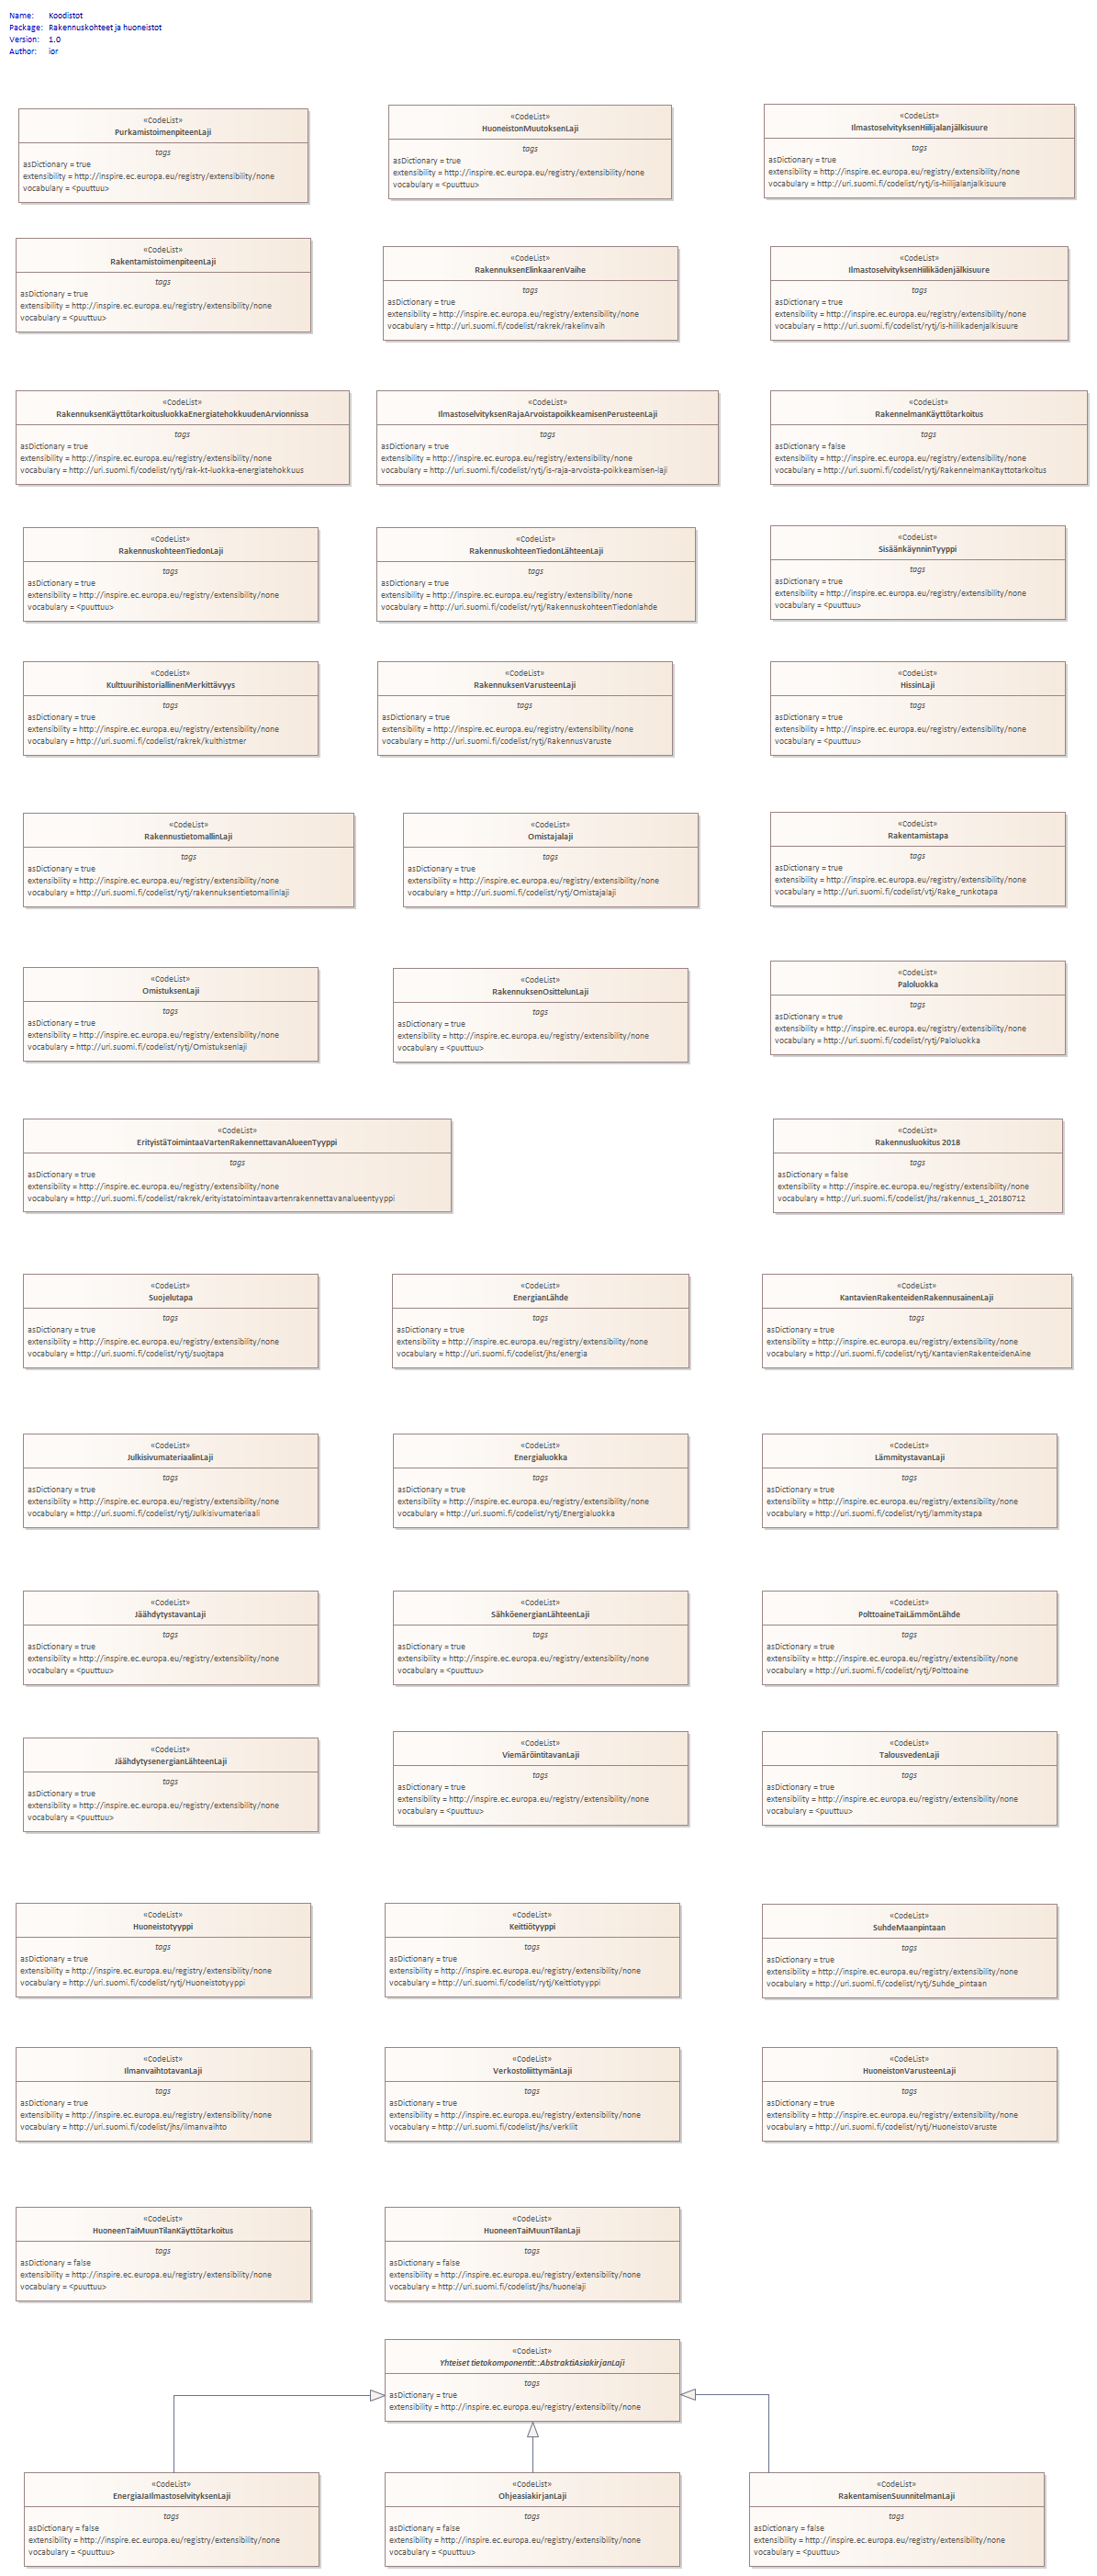 Name: Koodistot
Package: Rakennuskohteet ja huoneistot
Version: 1.0
Author: ior
«CodeList»
PurkamistoimenpiteenLaji
tags
asDictionary = true
extensibility = http://inspire.ec.europa.eu/registry/extensibility/none
vocabulary = <puuttuu>
«CodeList»
HuoneistonMuutoksenLaji
tags
asDictionary = true
extensibility = http://inspire.ec.europa.eu/registry/extensibility/none
vocabulary = <puuttuu>
«CodeList»
IlmastoselvityksenHiilijalanjälkisuure
tags
asDictionary = true
extensibility = http://inspire.ec.europa.eu/registry/extensibility/none
vocabulary = http://uri.suomi.fi/codelist/rytj/is-hiilijalanjalkisuure
«CodeList»
RakentamistoimenpiteenLaji
tags
asDictionary = true
extensibility = http://inspire.ec.europa.eu/registry/extensibility/none
vocabulary = <puuttuu>
«CodeList»
RakennuksenElinkaarenVaihe
tags
asDictionary = true
extensibility = http://inspire.ec.europa.eu/registry/extensibility/none
vocabulary = http://uri.suomi.fi/codelist/rakrek/rakelinvaih
«CodeList»
IlmastoselvityksenHiilikädenjälkisuure
tags
asDictionary = true
extensibility = http://inspire.ec.europa.eu/registry/extensibility/none
vocabulary = http://uri.suomi.fi/codelist/rytj/is-hiilikadenjalkisuure
«CodeList»
RakennuksenKäyttötarkoitusluokkaEnergiatehokkuudenArvionnissa
tags
asDictionary = true
extensibility = http://inspire.ec.europa.eu/registry/extensibility/none
vocabulary = http://uri.suomi.fi/codelist/rytj/rak-kt-luokka-energiatehokkuus
«CodeList»
IlmastoselvityksenRajaArvoistapoikkeamisenPerusteenLaji
tags
asDictionary = true
extensibility = http://inspire.ec.europa.eu/registry/extensibility/none
vocabulary = http://uri.suomi.fi/codelist/rytj/is-raja-arvoista-poikkeamisen-laji
«CodeList»
RakennelmanKäyttötarkoitus
tags
asDictionary = false
extensibility = http://inspire.ec.europa.eu/registry/extensibility/none
vocabulary = http://uri.suomi.fi/codelist/rytj/RakennelmanKayttotarkoitus
«CodeList»
RakennuskohteenTiedonLaji
tags
asDictionary = true
extensibility = http://inspire.ec.europa.eu/registry/extensibility/none
vocabulary = <puuttuu>
«CodeList»
RakennuskohteenTiedonLähteenLaji
tags
asDictionary = true
extensibility = http://inspire.ec.europa.eu/registry/extensibility/none
vocabulary = http://uri.suomi.fi/codelist/rytj/RakennuskohteenTiedonlahde
«CodeList»
SisäänkäynninTyyppi
tags
asDictionary = true
extensibility = http://inspire.ec.europa.eu/registry/extensibility/none
vocabulary = <puuttuu>
«CodeList»
KulttuurihistoriallinenMerkittävyys
tags
asDictionary = true
extensibility = http://inspire.ec.europa.eu/registry/extensibility/none
vocabulary = http://uri.suomi.fi/codelist/rakrek/kulthistmer
«CodeList»
RakennuksenVarusteenLaji
tags
asDictionary = true
extensibility = http://inspire.ec.europa.eu/registry/extensibility/none
vocabulary = http://uri.suomi.fi/codelist/rytj/RakennusVaruste
«CodeList»
HissinLaji
tags
asDictionary = true
extensibility = http://inspire.ec.europa.eu/registry/extensibility/none
vocabulary = <puuttuu>
«CodeList»
RakennustietomallinLaji
tags
asDictionary = true
extensibility = http://inspire.ec.europa.eu/registry/extensibility/none
vocabulary = http://uri.suomi.fi/codelist/rytj/rakennuksentietomallinlaji
«CodeList»
Omistajalaji
tags
asDictionary = true
extensibility = http://inspire.ec.europa.eu/registry/extensibility/none
vocabulary = http://uri.suomi.fi/codelist/rytj/Omistajalaji
«CodeList»
Rakentamistapa
tags
asDictionary = true
extensibility = http://inspire.ec.europa.eu/registry/extensibility/none
vocabulary = http://uri.suomi.fi/codelist/vtj/Rake_runkotapa
«CodeList»
OmistuksenLaji
tags
asDictionary = true
extensibility = http://inspire.ec.europa.eu/registry/extensibility/none
vocabulary = http://uri.suomi.fi/codelist/rytj/Omistuksenlaji
«CodeList»
RakennuksenOsittelunLaji
tags
asDictionary = true
extensibility = http://inspire.ec.europa.eu/registry/extensibility/none
vocabulary = <puuttuu>
«CodeList»
Paloluokka
tags
asDictionary = true
extensibility = http://inspire.ec.europa.eu/registry/extensibility/none
vocabulary = http://uri.suomi.fi/codelist/rytj/Paloluokka
«CodeList»
ErityistäToimintaaVartenRakennettavanAlueenTyyppi
tags
asDictionary = true
extensibility = http://inspire.ec.europa.eu/registry/extensibility/none
vocabulary = http://uri.suomi.fi/codelist/rakrek/erityistatoimintaavartenrakennettavanalueentyyppi
«CodeList»
Rakennusluokitus 2018
tags
asDictionary = false
extensibility = http://inspire.ec.europa.eu/registry/extensibility/none
vocabulary = http://uri.suomi.fi/codelist/jhs/rakennus_1_20180712
«CodeList»
Suojelutapa
tags
asDictionary = true
extensibility = http://inspire.ec.europa.eu/registry/extensibility/none
vocabulary = http://uri.suomi.fi/codelist/rytj/suojtapa
«CodeList»
EnergianLähde
tags
asDictionary = true
extensibility = http://inspire.ec.europa.eu/registry/extensibility/none
vocabulary = http://uri.suomi.fi/codelist/jhs/energia
«CodeList»
KantavienRakenteidenRakennusainenLaji
tags
asDictionary = true
extensibility = http://inspire.ec.europa.eu/registry/extensibility/none
vocabulary = http://uri.suomi.fi/codelist/rytj/KantavienRakenteidenAine
«CodeList»
JulkisivumateriaalinLaji
tags
asDictionary = true
extensibility = http://inspire.ec.europa.eu/registry/extensibility/none
vocabulary = http://uri.suomi.fi/codelist/rytj/Julkisivumateriaali
«CodeList»
Energialuokka
tags
asDictionary = true
extensibility = http://inspire.ec.europa.eu/registry/extensibility/none
vocabulary = http://uri.suomi.fi/codelist/rytj/Energialuokka
«CodeList»
LämmitystavanLaji
tags
asDictionary = true
extensibility = http://inspire.ec.europa.eu/registry/extensibility/none
vocabulary = http://uri.suomi.fi/codelist/rytj/lammitystapa
«CodeList»
JäähdytystavanLaji
tags
asDictionary = true
extensibility = http://inspire.ec.europa.eu/registry/extensibility/none
vocabulary = <puuttuu>
«CodeList»
SähköenergianLähteenLaji
tags
asDictionary = true
extensibility = http://inspire.ec.europa.eu/registry/extensibility/none
vocabulary = <puuttuu>
«CodeList»
PolttoaineTaiLämmönLähde
tags
asDictionary = true
extensibility = http://inspire.ec.europa.eu/registry/extensibility/none
vocabulary = http://uri.suomi.fi/codelist/rytj/Polttoaine
«CodeList»
JäähdytysenergianLähteenLaji
tags
asDictionary = true
extensibility = http://inspire.ec.europa.eu/registry/extensibility/none
vocabulary = <puuttuu>
«CodeList»
ViemäröintitavanLaji
tags
asDictionary = true
extensibility = http://inspire.ec.europa.eu/registry/extensibility/none
vocabulary = <puuttuu>
«CodeList»
TalousvedenLaji
tags
asDictionary = true
extensibility = http://inspire.ec.europa.eu/registry/extensibility/none
vocabulary = <puuttuu>
«CodeList»
Huoneistotyyppi
tags
asDictionary = true
extensibility = http://inspire.ec.europa.eu/registry/extensibility/none
vocabulary = http://uri.suomi.fi/codelist/rytj/Huoneistotyyppi
«CodeList»
Keittiötyyppi
tags
asDictionary = true
extensibility = http://inspire.ec.europa.eu/registry/extensibility/none
vocabulary = http://uri.suomi.fi/codelist/rytj/Keittiotyyppi
«CodeList»
SuhdeMaanpintaan
tags
asDictionary = true
extensibility = http://inspire.ec.europa.eu/registry/extensibility/none
vocabulary = http://uri.suomi.fi/codelist/rytj/Suhde_pintaan
«CodeList»
IlmanvaihtotavanLaji
tags
asDictionary = true
extensibility = http://inspire.ec.europa.eu/registry/extensibility/none
vocabulary = http://uri.suomi.fi/codelist/jhs/ilmanvaihto
«CodeList»
VerkostoliittymänLaji
tags
asDictionary = true
extensibility = http://inspire.ec.europa.eu/registry/extensibility/none
vocabulary = http://uri.suomi.fi/codelist/jhs/verkliit
«CodeList»
HuoneistonVarusteenLaji
tags
asDictionary = true
extensibility = http://inspire.ec.europa.eu/registry/extensibility/none
vocabulary = http://uri.suomi.fi/codelist/rytj/HuoneistoVaruste
«CodeList»
HuoneenTaiMuunTilanKäyttötarkoitus
tags
asDictionary = false
extensibility = http://inspire.ec.europa.eu/registry/extensibility/none
vocabulary = <puuttuu>
«CodeList»
HuoneenTaiMuunTilanLaji
tags
asDictionary = false
extensibility = http://inspire.ec.europa.eu/registry/extensibility/none
vocabulary = http://uri.suomi.fi/codelist/jhs/huonelaji
«CodeList»
Yhteiset tietokomponentit::AbstraktiAsiakirjanLaji
tags
asDictionary = true
extensibility = http://inspire.ec.europa.eu/registry/extensibility/none
«CodeList»
EnergiaJaIlmastoselvityksenLaji
tags
asDictionary = false
extensibility = http://inspire.ec.europa.eu/registry/extensibility/none
vocabulary = <puuttuu>
«CodeList»
OhjeasiakirjanLaji
tags
asDictionary = false
extensibility = http://inspire.ec.europa.eu/registry/extensibility/none
vocabulary = <puuttuu>
«CodeList»
RakentamisenSuunnitelmanLaji
tags
asDictionary = false
extensibility = http://inspire.ec.europa.eu/registry/extensibility/none
vocabulary = <puuttuu>